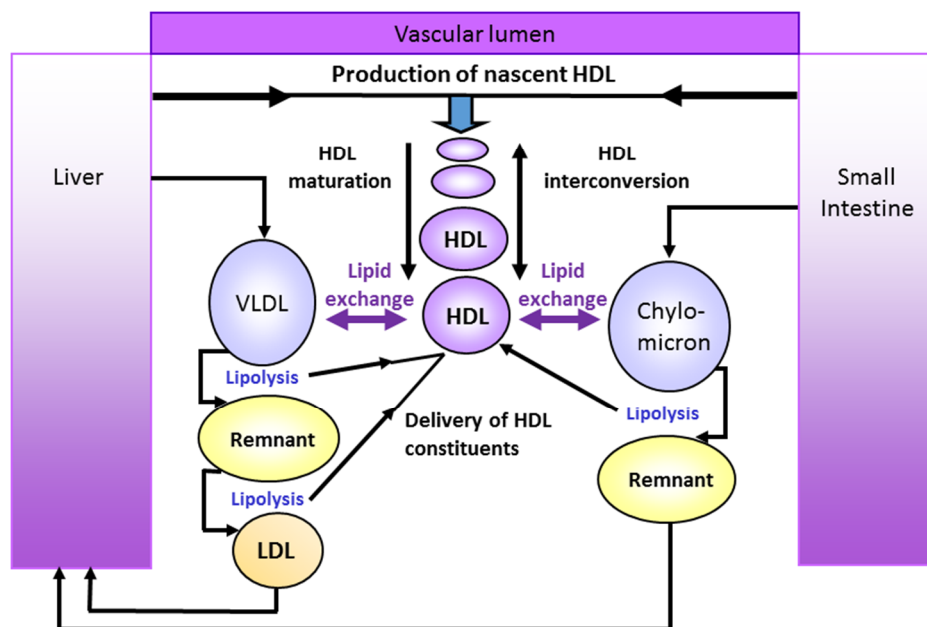 Vascular lumen
Production of nascent HDL
Liver
HDL
maturation
HDL
interconversion
Small
Intestine
HDL
VLDL
Lipid
exchange
HDL
Lipid
exchange
Chylo-
micron
Lipolysis
Lipolysis
Remnant
Delivery of HDL
constituents
Remnant
Lipolysis
LDL